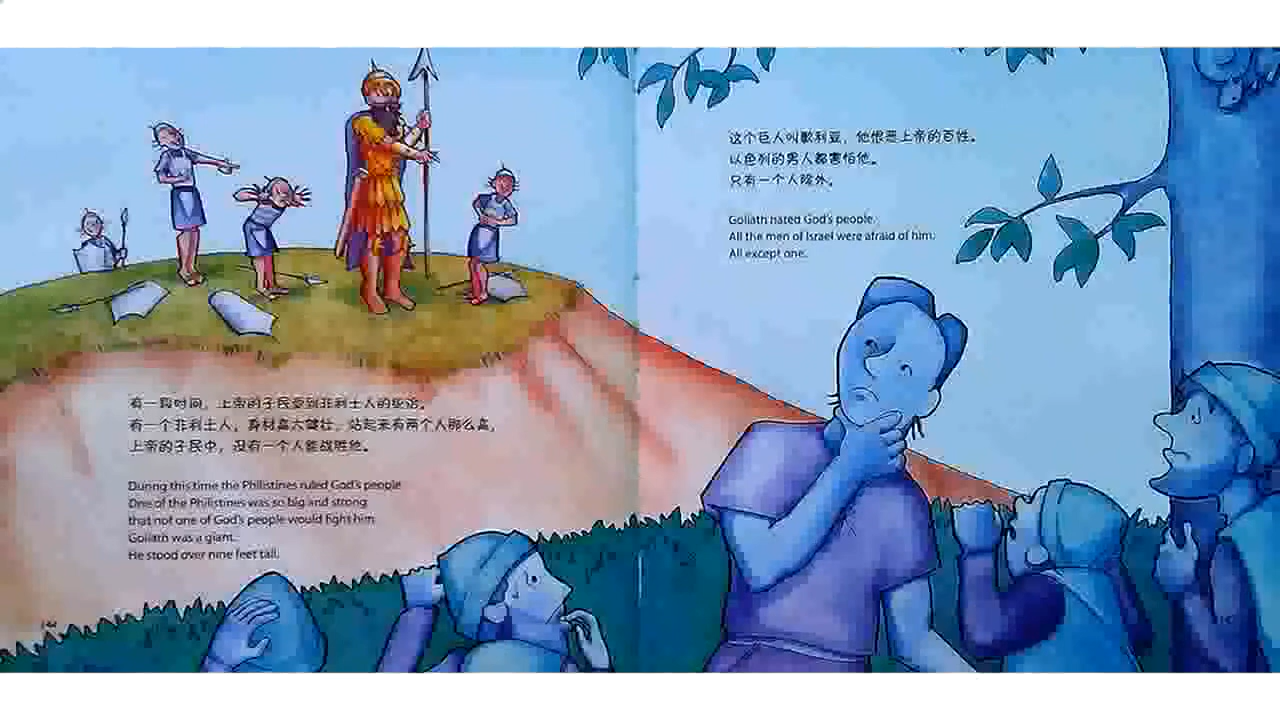 有一段时间，上帝的子民受到非利士人的统治。
有一个非利士人，身材高大健壮，站起来有两个人那么高，
上帝的子民中，没有一个人能战胜他。
During this time the Philistines ruled God's people
One of the Philistines was so big and strong
that not one of God's people would fight him
Goliath was a giant.
He stood over nine feet tall.
这个巨人叫歌利亚，他恨恶上帝的百姓。
以色列的男人都害怕他。
只有一个人除外。
Goliath hated God's people.
All the men of Israel were afraid of him.
All except one.